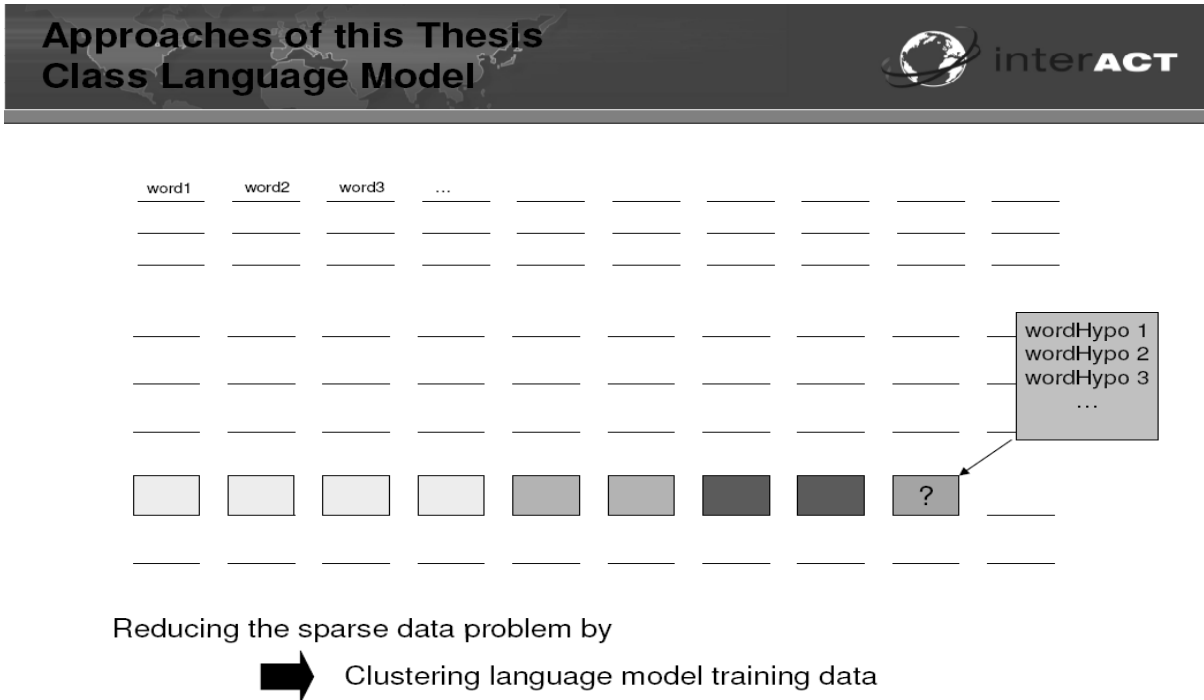 Approaches of this Thesis
Class Language Model
interACT
word1 word2 word3 ...
wordHypo 1
wordHypo 2
wordHypo 3
...
?
Reducing the sparse data problem by
Clustering language model training data